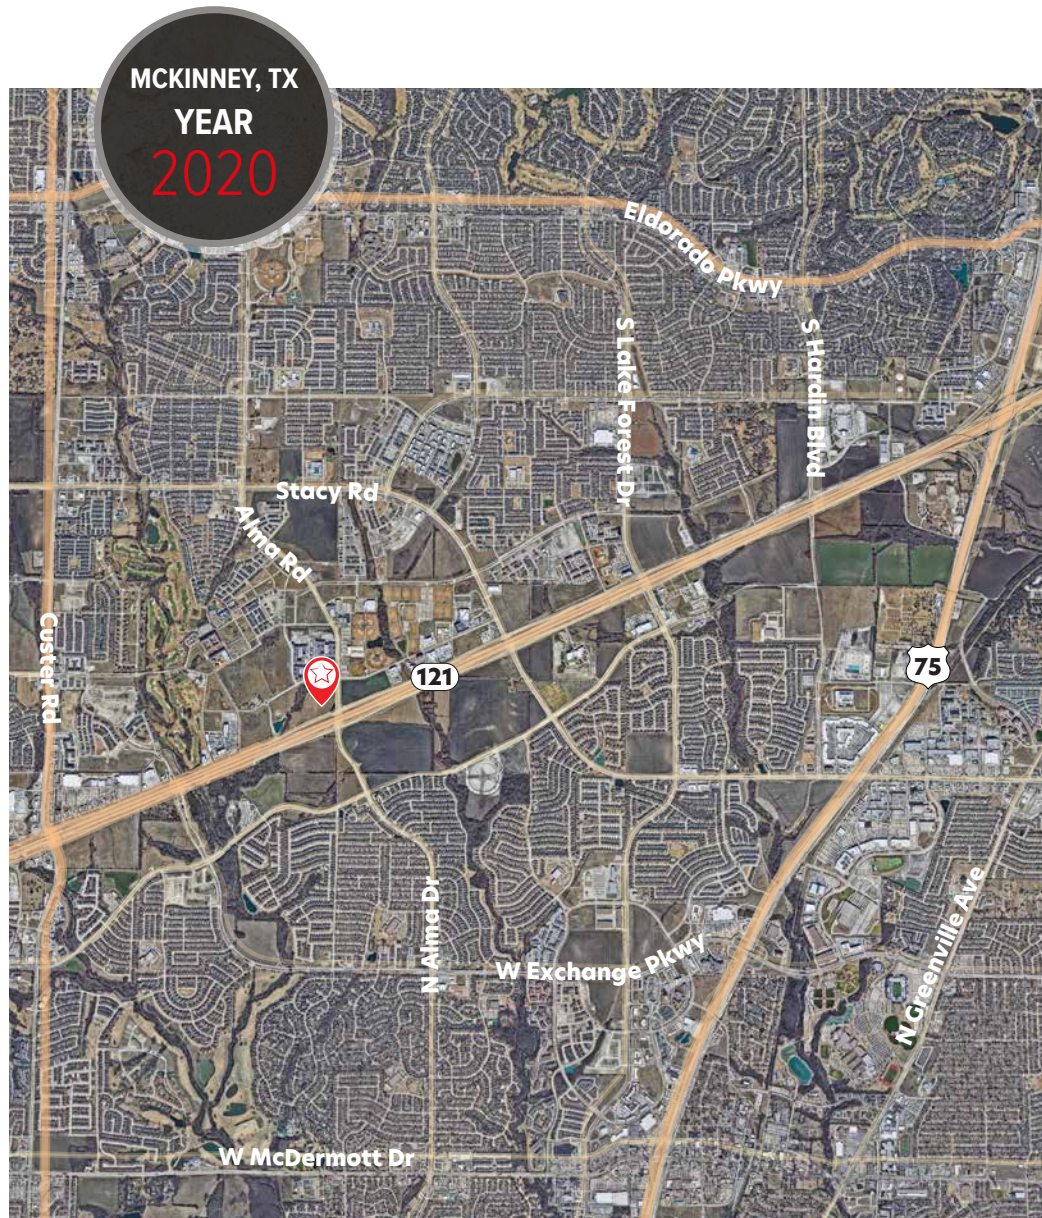 MCKINNEY, TX
YEAR
2020
Eldorado Pkwy
S Lake Forest Dr
S Hardin Blvd
Stacy Rd
Alma Rd
Custer Rd
121
75
N Alma Dr
W Exchange Pkwy
N Greenville Ave
W McDermott Dr